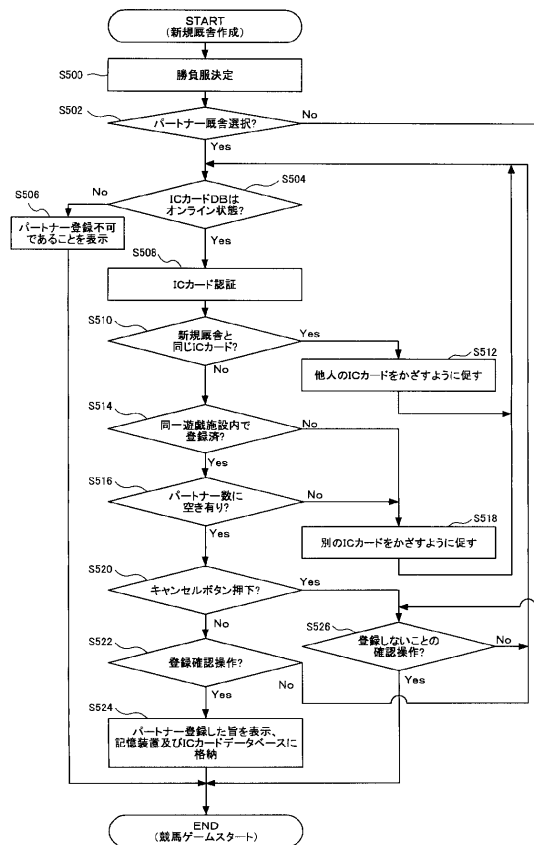 START
(新規厩舎作成)
S500
勝負服決定
S502
パートナー厩舎選択?
No
Yes
S504
ICカードDBは
オンライン状態?
No
S506
パートナー登録不可
であることを表示
Yes
S508
ICカード認証
S510
新規厩舎と
同じICカード?
Yes
S512
他人のICカードをかざすように促す
No
S514
同一遊戯施設内で
登録済?
No
Yes
S516
パートナー数に
空き有り?
No
S518
別のICカードをかざすように促す
Yes
S520
キャンセルボタン押下?
Yes
S526
登録しないことの
確認操作?
No
No
S522
登録確認操作?
Yes
Yes
No
S524
パートナー登録した旨を表示、
記憶装置及びICカードデータベースに
格納
END
(競馬ゲームスタート)